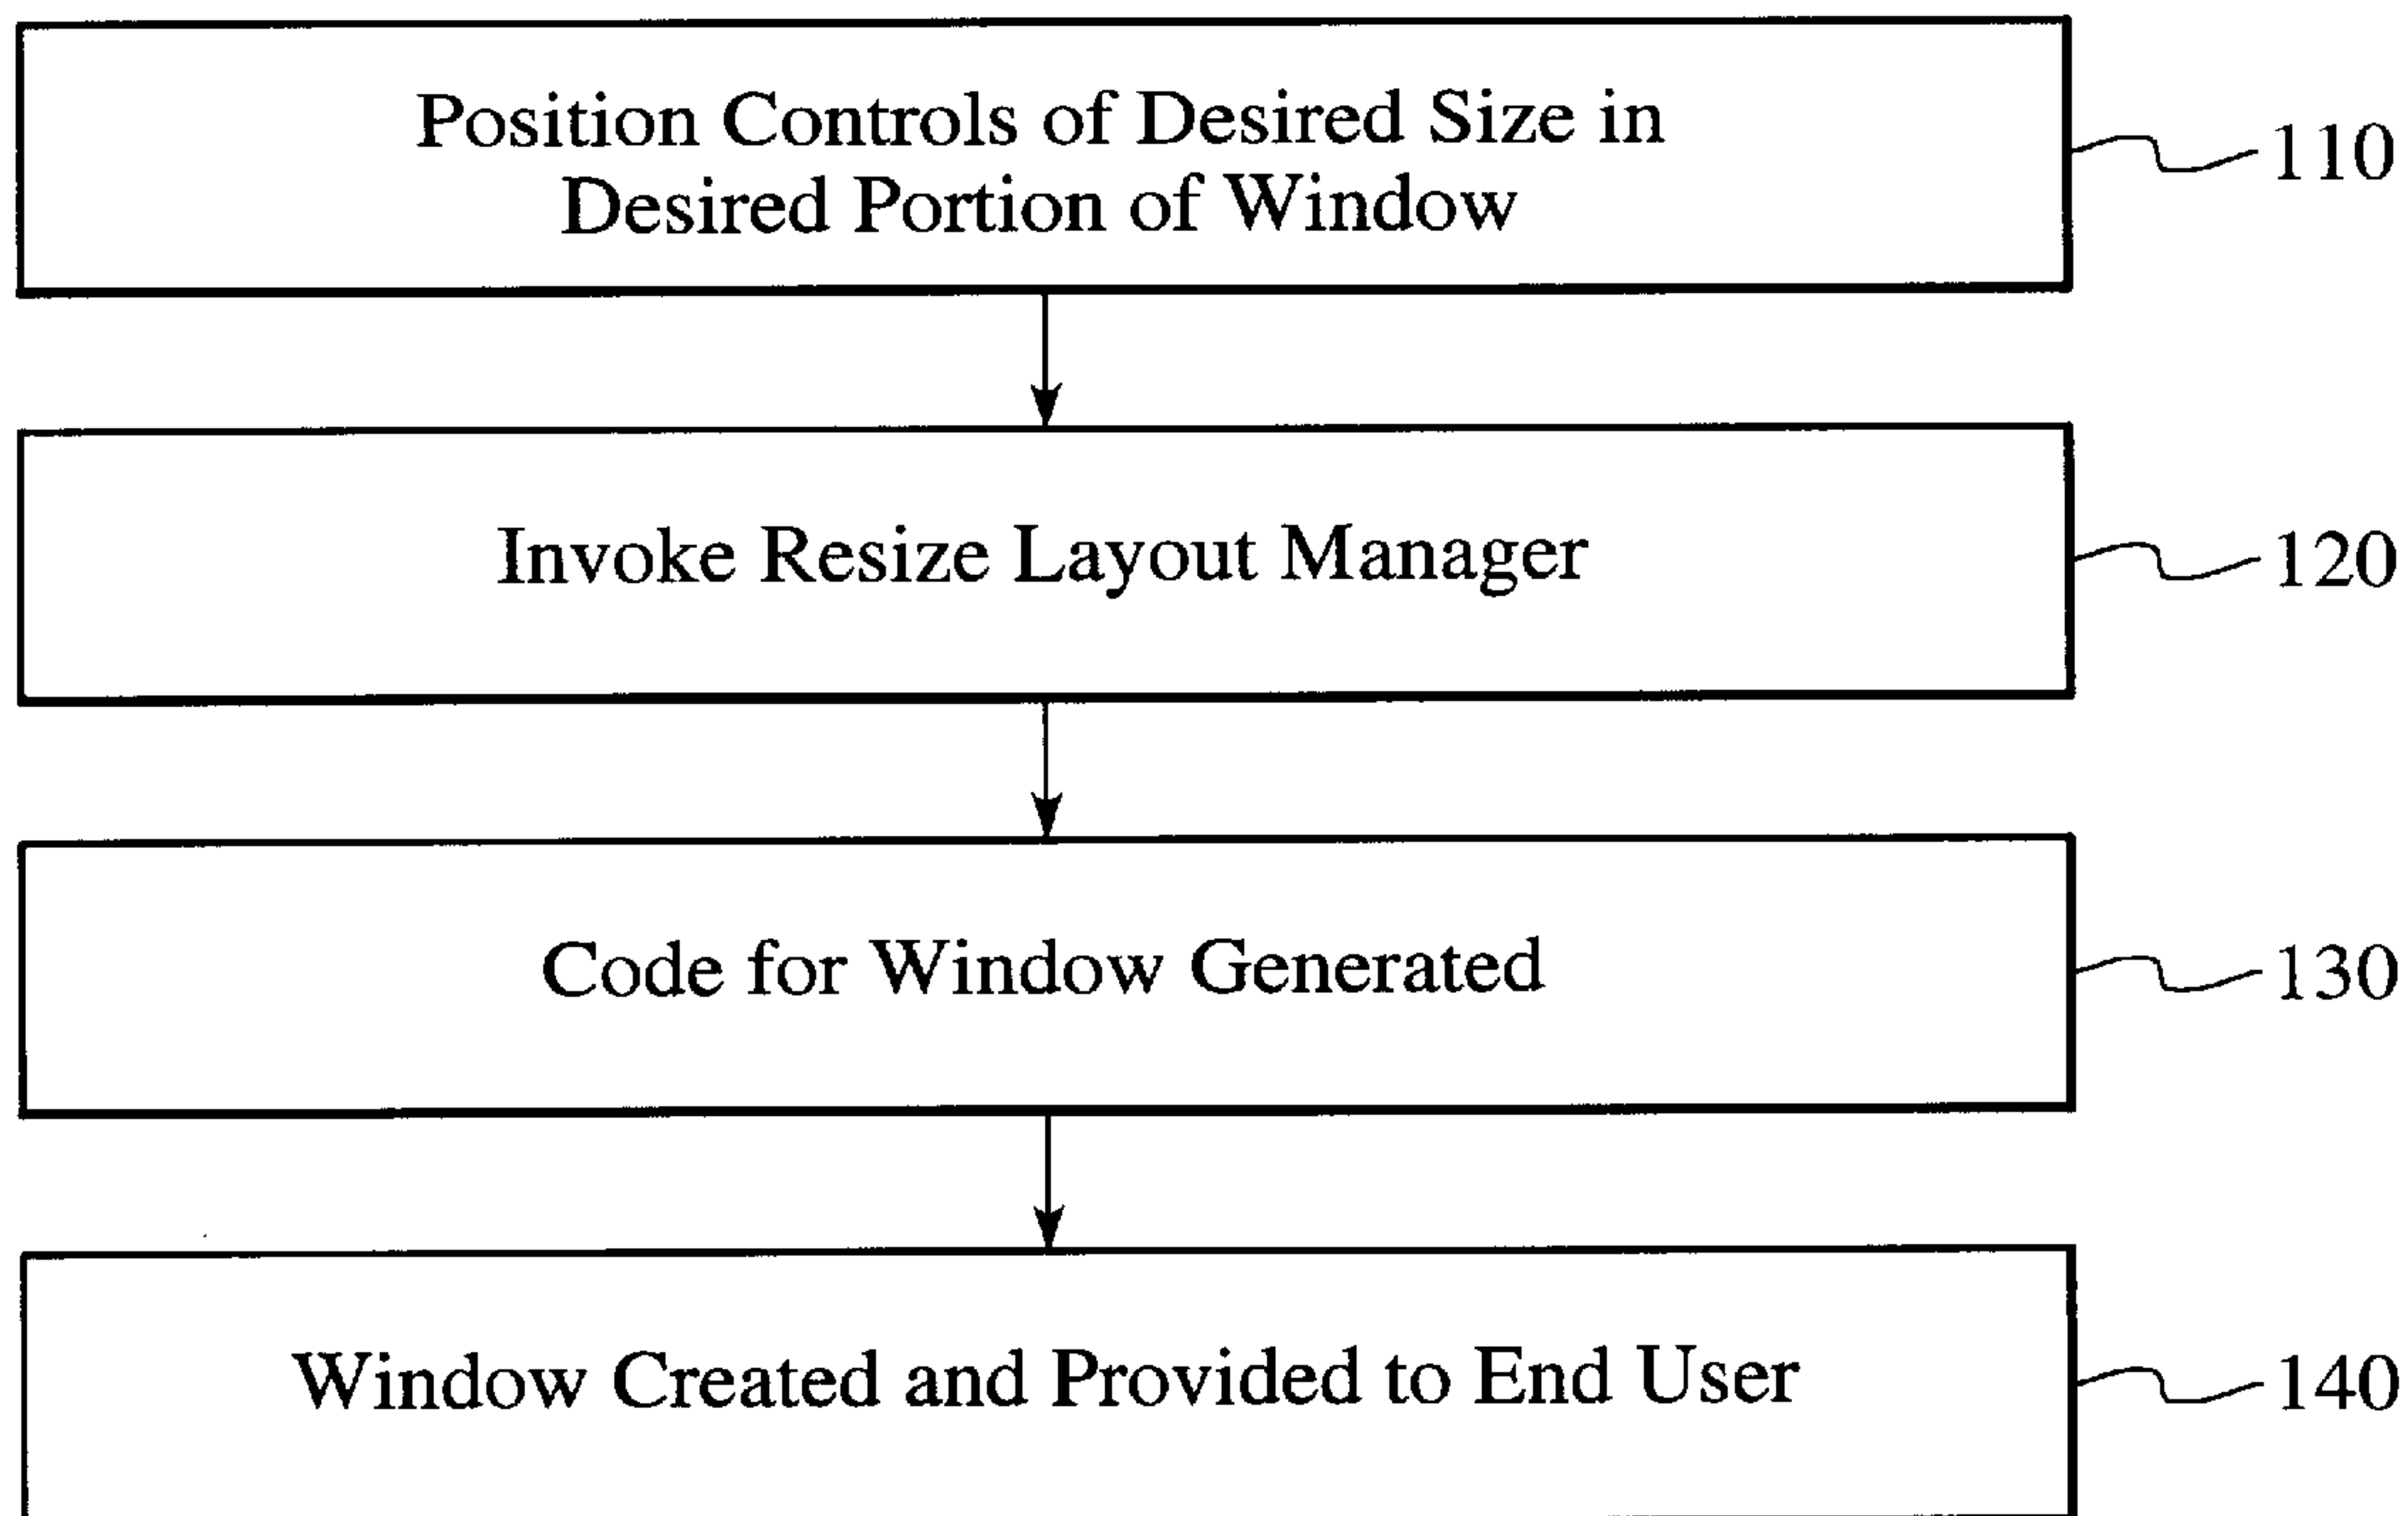 Position Controls of Desired Size in
Desired Portion of Window
110
Invoke Resize Layout Manager
120
Code for Window Generated
130
Window Created and Provided to End User
140